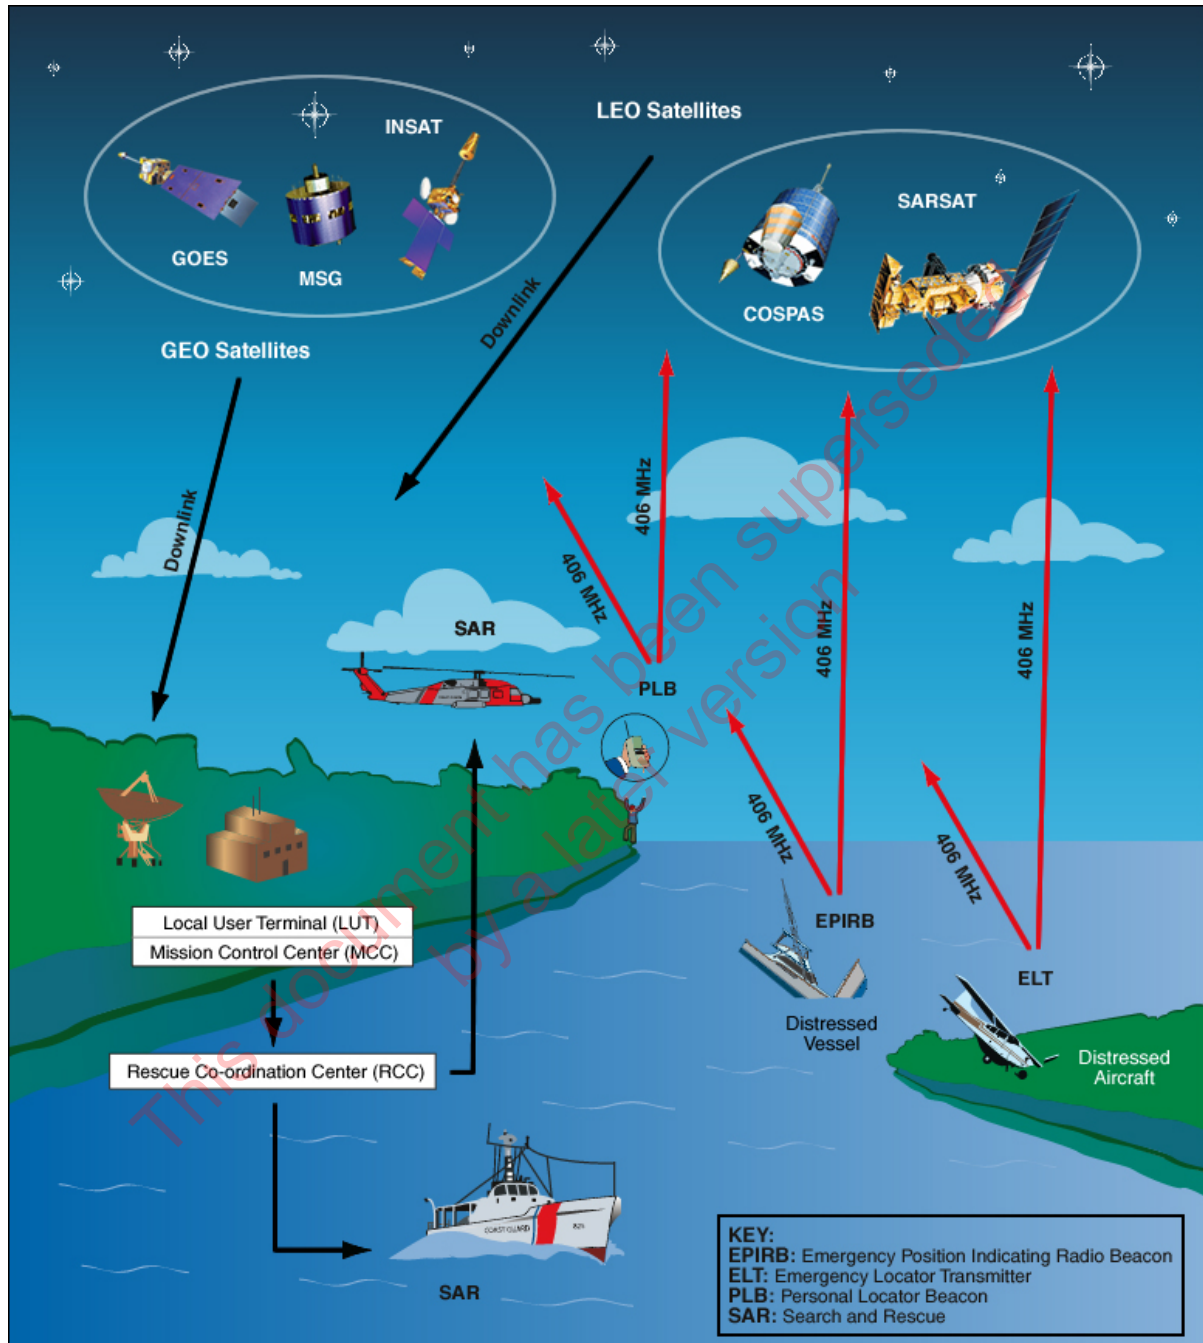 LEO Satellites
INSAT
GOES
MSG
SARSAT
COSPAS
GEO Satellites
Downlink
Downlink
406 MHz
406 MHz
406 MHz
406 MHz
406 MHz
406 MHz
SAR
PLB
EPIRB
ELT
Distressed
Vessel
Distressed
Aircraft
Local User Terminal (LUT)
Mission Control Center (MCC)
Rescue Co-ordination Center (RCC)
COAST GUARD
SAR
KEY:
EPIRB: Emergency Position Indicating Radio Beacon
ELT: Emergency Locator Transmitter
PLB: Personal Locator Beacon
SAR: Search and Rescue
This document has been superseded
by a later version